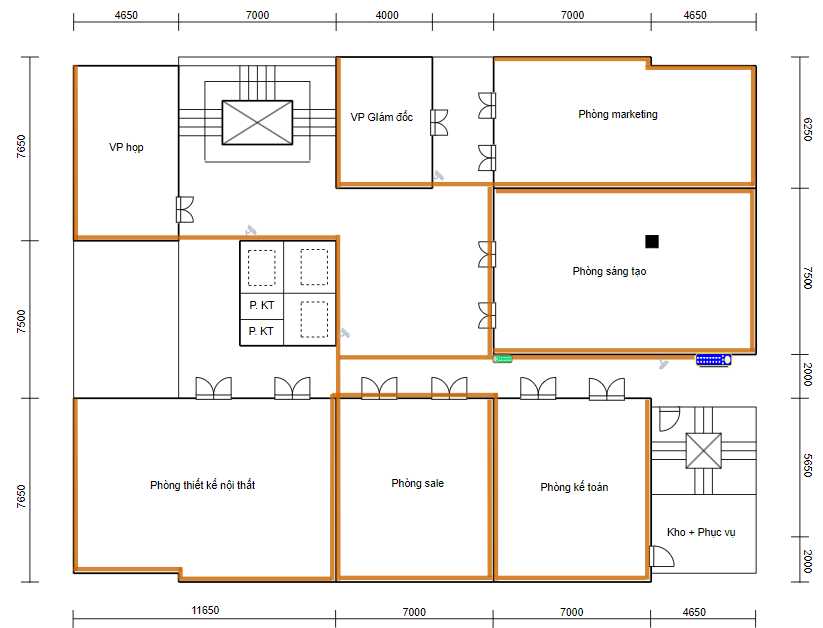 4650
7000
4000
7000
4650
7650
VP họp
VP GIám đốc
Phòng marketing
6250
7500
P. KT
P. KT
Phòng sáng tạo
7500
2000
7650
Phòng thiết kế nội thất
Phòng sale
Phòng kế toán
5650
Kho + Phục vụ
2000
11650
7000
7000
4650